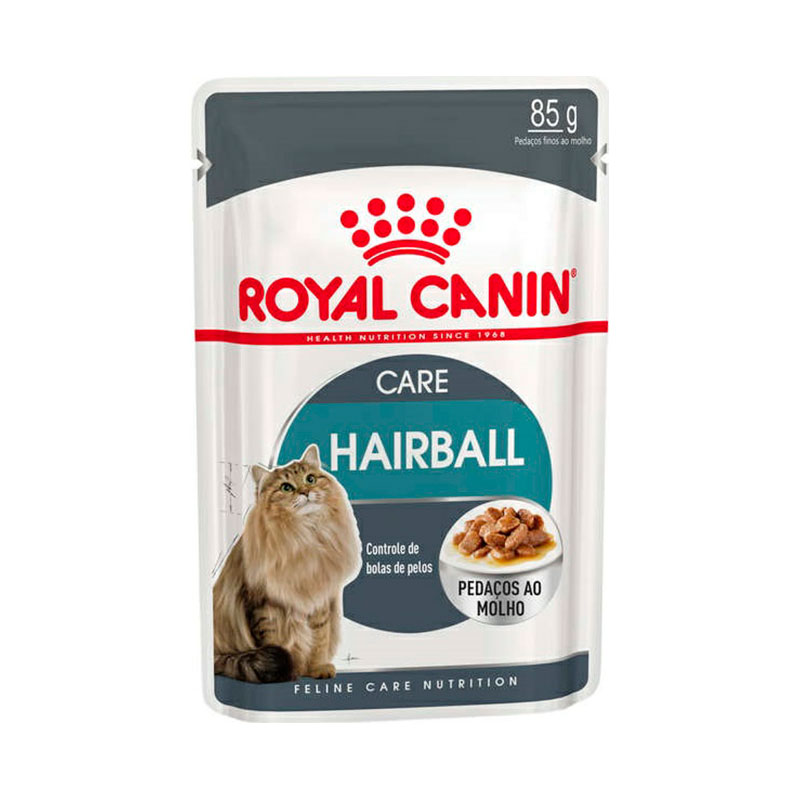 85 g
Pedaços finos ao molho
ROYAL CANIN®
HEALTH NUTRITION SINCE 1968
CARE
HAIRBALL
Controle de
bolas de pelos
PEDAÇOS AO
MOLHO
FELINE CARE NUTRITION